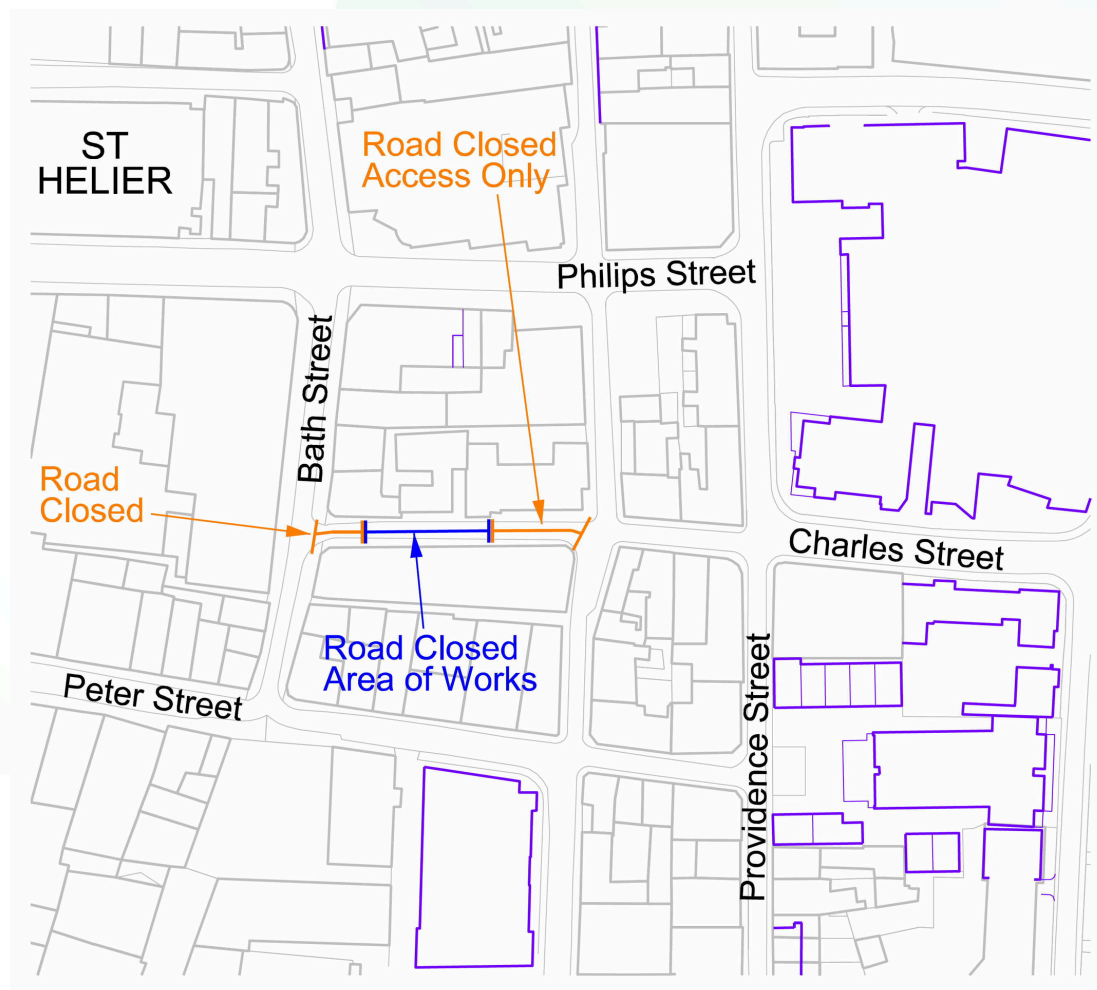 ST
HELIER
Road Closed
Access Only
Philips Street
Bath Street
Road
Closed
Charles Street
Road Closed
Area of Works
Peter Street
Providence Street